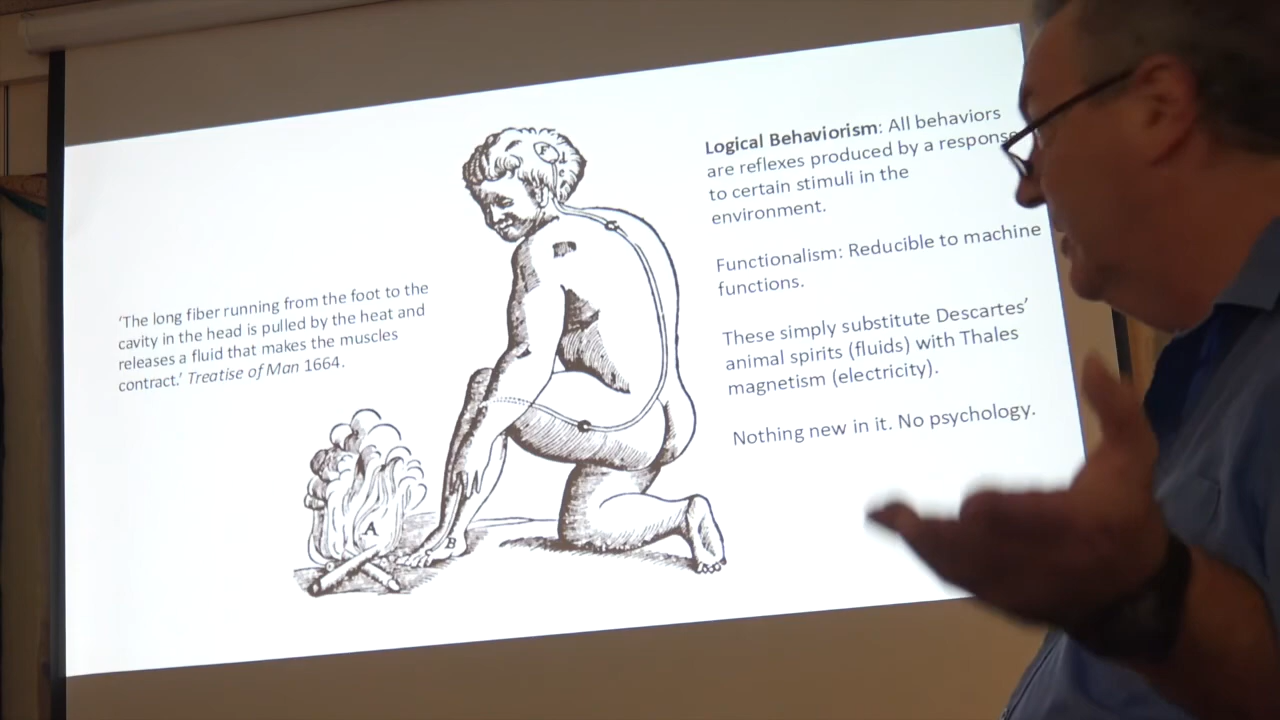 'The long fiber running from the foot to the
cavity in the head is pulled by the heat and
releases a fluid that makes the muscles
contract.' Treatise of Man 1664.
A
B
F
Logical Behaviorism: All behaviors
are reflexes produced by a response
to certain stimuli in the
environment.
Functionalism: Reducible to machine
functions.
These simply substitute Descartes'
animal spirits (fluids) with Thales
magnetism (electricity).
Nothing new in it. No psychology.